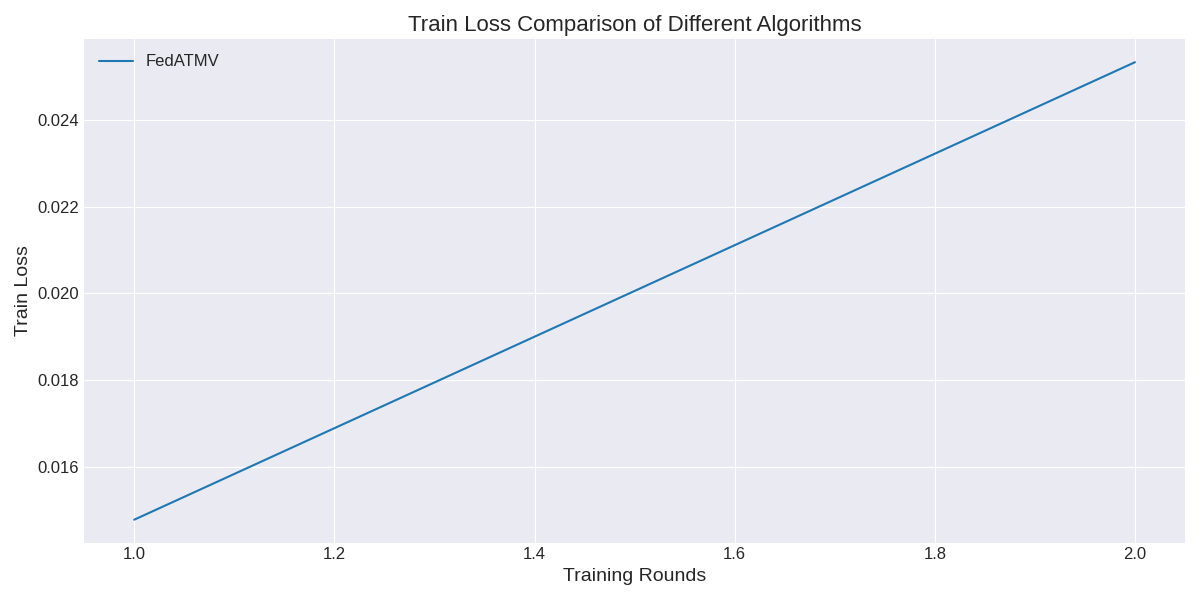 Train Loss Comparison of Different Algorithms
FedATMV
0.024
0.022
0.020
0.018
0.016
Train Loss
1.0 1.2 1.4 1.6 1.8 2.0
Training Rounds